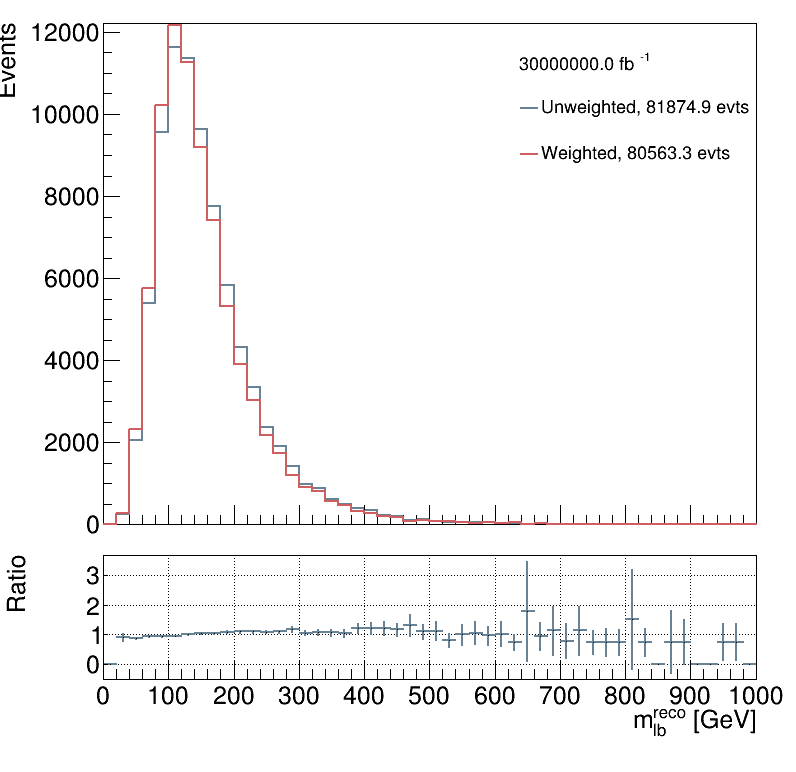 Events
12000
10000
8000
6000
4000
2000
0
30000000.0 fb -1
Unweighted, 81874.9 evts
Weighted, 80563.3 evts
Ratio
3
2
1
0
0 100 200 300 400 500 600 700 800 900 1000
m reco lb [GeV]